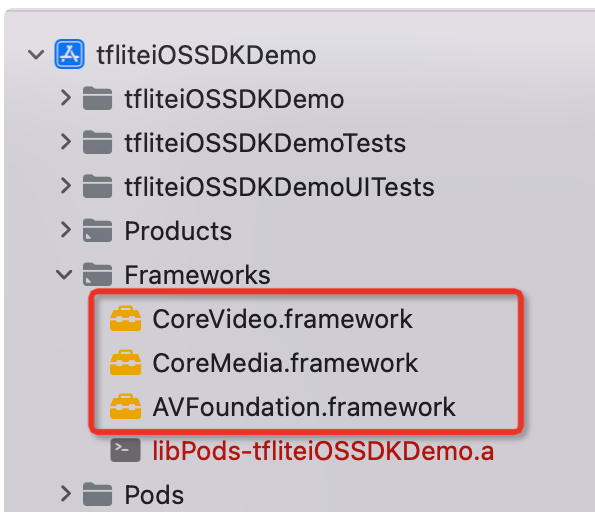 tfliteiOSSDKDemo
tfliteiOSSDKDemo
tfliteiOSSDKDemoTests
tfliteiOSSDKDemoUITests
Products
Frameworks
CoreVideo.framework
CoreMedia.framework
AVFoundation.framework
libPods-tfliteiOSSDKDemo.a
Pods